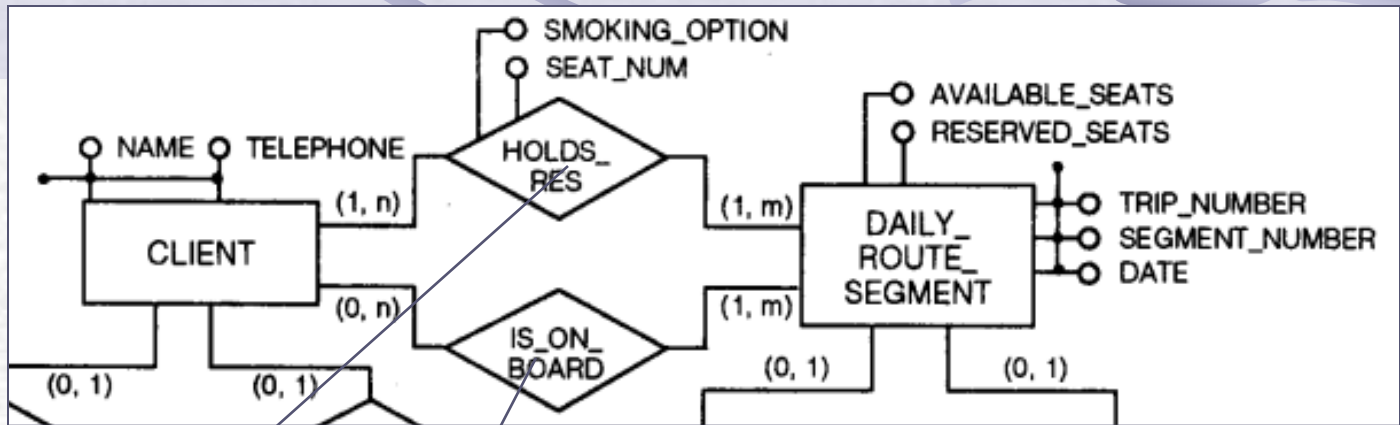 SMOKING_OPTION
SEAT_NUM
AVAILABLE_SEATS
RESERVED_SEATS
NAME
TELEPHONE
HOLDS_
RES
(1, n)
(1, m)
TRIP_NUMBER
SEGMENT_NUMBER
DATE
CLIENT
DAILY_
ROUTE_
SEGMENT
(0, n)
(1, m)
IS_ON_
BOARD
(0, 1)
(0, 1)
(0, 1)
(0, 1)